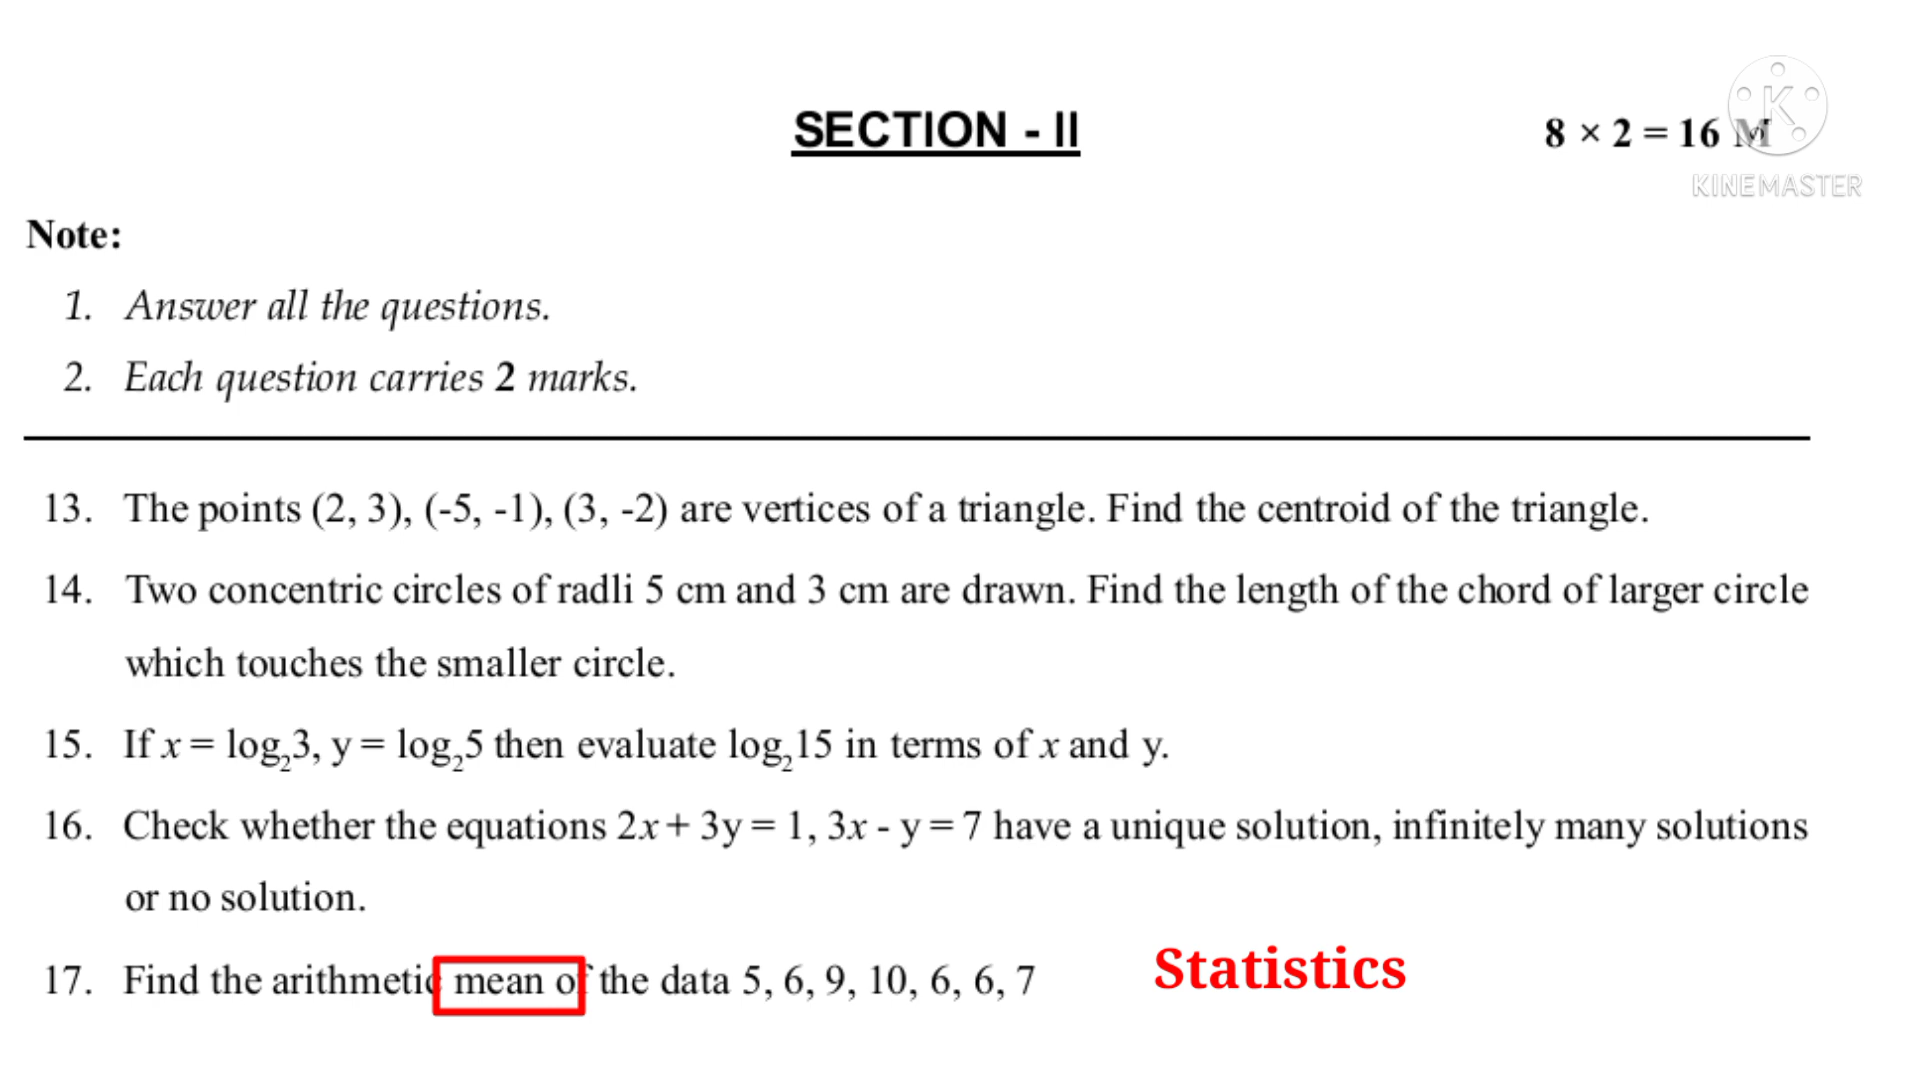 SECTION - II
8 × 2 = 16 M
KINEMASTER
Note:
1. Answer all the questions.
2. Each question carries 2 marks.
13. The points (2, 3), (-5, -1), (3, -2) are vertices of a triangle. Find the centroid of the triangle.
14. Two concentric circles of radli 5 cm and 3 cm are drawn. Find the length of the chord of larger circle
which touches the smaller circle.
15. If x = log₂3, y = log₂5 then evaluate log₂15 in terms of x and y.
16. Check whether the equations 2x + 3y = 1, 3x - y = 7 have a unique solution, infinitely many solutions
or no solution.
17. Find the arithmetic mean of the data 5, 6, 9, 10, 6, 6, 7
Statistics